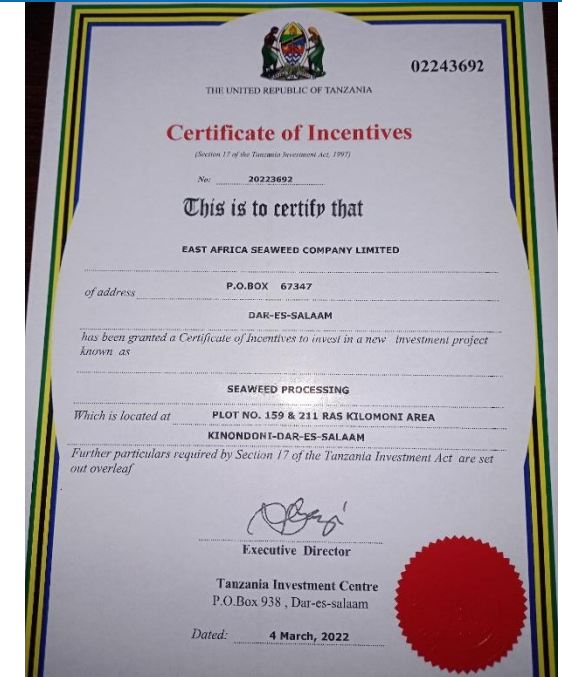 02243692
THE UNITED REPUBLIC OF TANZANIA
Certificate of Incentives
(Section 17 of the Tanzania Investment Act, 1997)
No: 20223692
This is to certify that
EAST AFRICA SEAWEED COMPANY LIMITED
of address P.O.BOX 67347
DAR-ES-SALAAM
has been granted a Certificate of Incentives to invest in a new investment project
known as
SEAWEED PROCESSING
Which is located at PLOT NO. 159 & 211 RAS KILOMONI AREA
KINONDONI-DAR-ES-SALAAM
Further particulars required by Section 17 of the Tanzania Investment Act are set
out overleaf
Executive Director
Tanzania Investment Centre
P.O.Box 938 , Dar-es-salaam
Dated: 4 March, 2022